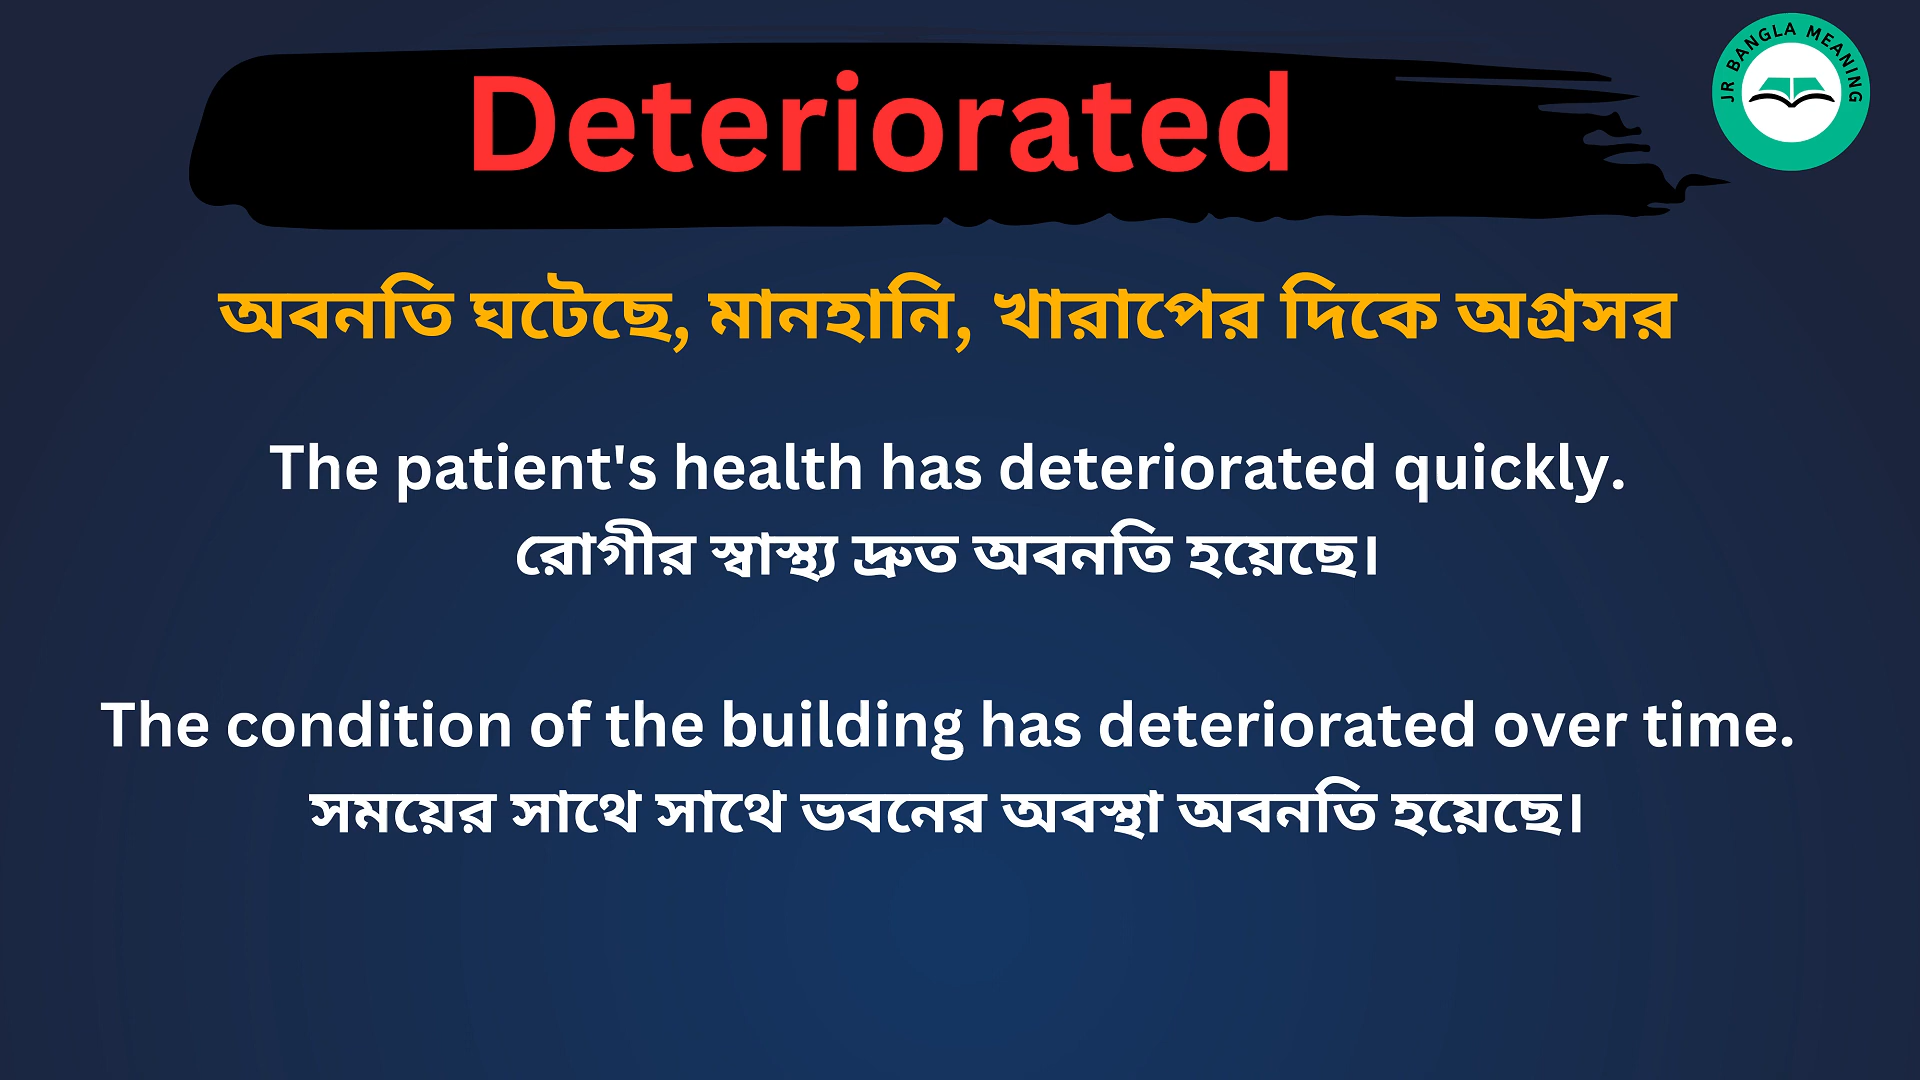 Deteriorated
JR BANGLA MEANING
অবনতি ঘটেছে, মানহানি, খারাপের দিকে অগ্রসর
The patient's health has deteriorated quickly.
রোগীর স্বাস্থ্য দ্রুত অবনতি হয়েছে।
The condition of the building has deteriorated over time.
সময়ের সাথে সাথে ভবনের অবস্থা অবনতি হয়েছে।